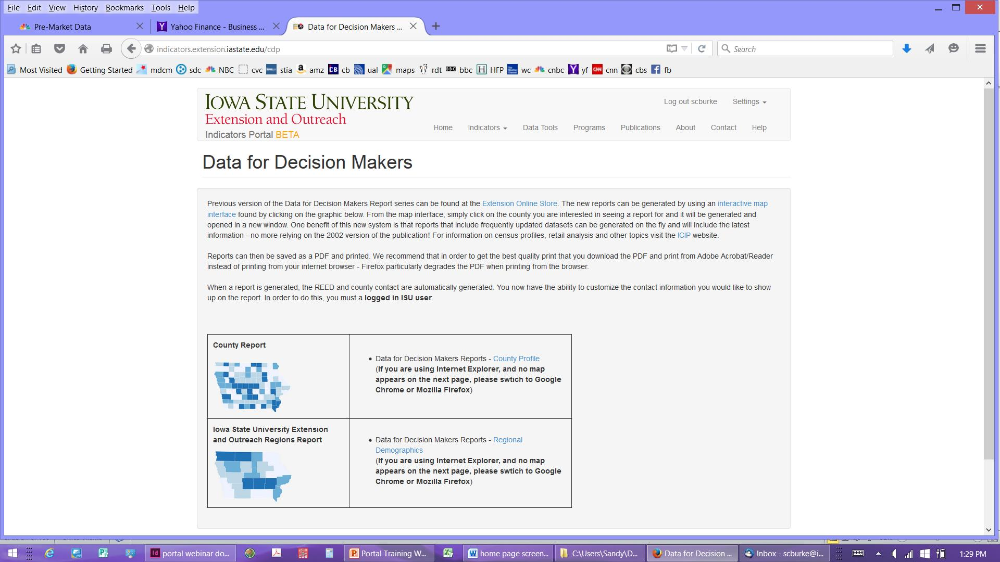 File Edit View History Bookmarks Tools Help
Pre-Market Data
Yahoo Finance - Business ...
Data for Decision Makers ...
indicators.extension.iastate.edu/cdp
Search
Most Visited Getting Started mdcm sdc NBC cvc stia amz cb ual maps rdt bbc HFP wc cnbc yf cnn cbs fb
IOWA STATE UNIVERSITY
Extension and Outreach
Indicators Portal BETA
Log out scburke Settings
Home Indicators Data Tools Programs Publications About Contact Help
Data for Decision Makers
Previous version of the Data for Decision Makers Report series can be found at the Extension Online Store. The new reports can be generated by using an interactive map
interface found by clicking on the graphic below. From the map interface, simply click on the county you are interested in seeing a report for and it will be generated and
opened in a new window. One benefit of this new system is that reports that include frequently updated datasets can be generated on the fly and will include the latest
information - no more relying on the 2002 version of the publication! For information on census profiles, retail analysis and other topics visit the ICIP website.
Reports can then be saved as a PDF and printed. We recommend that in order to get the best quality print that you download the PDF and print from Adobe Acrobat/Reader
instead of printing from your internet browser - Firefox particularly degrades the PDF when printing from the browser.
When a report is generated, the REED and county contact are automatically generated. You now have the ability to customize the contact information you would like to show
up on the report. In order to do this, you must a logged in ISU user.
County Report
• Data for Decision Makers Reports - County Profile
(If you are using Internet Explorer, and no map
appears on the next page, please swtich to Google
Chrome or Mozilla Firefox)
Iowa State University Extension
and Outreach Regions Report
• Data for Decision Makers Reports - Regional
Demographics
(If you are using Internet Explorer, and no map
appears on the next page, please swtich to Google
Chrome or Mozilla Firefox)
portal webinar do...
Portal Training W...
home page screen...
C:\Users\Sandy\D...
Data for Decision ...
Inbox - scburke@i...
1:29 PM